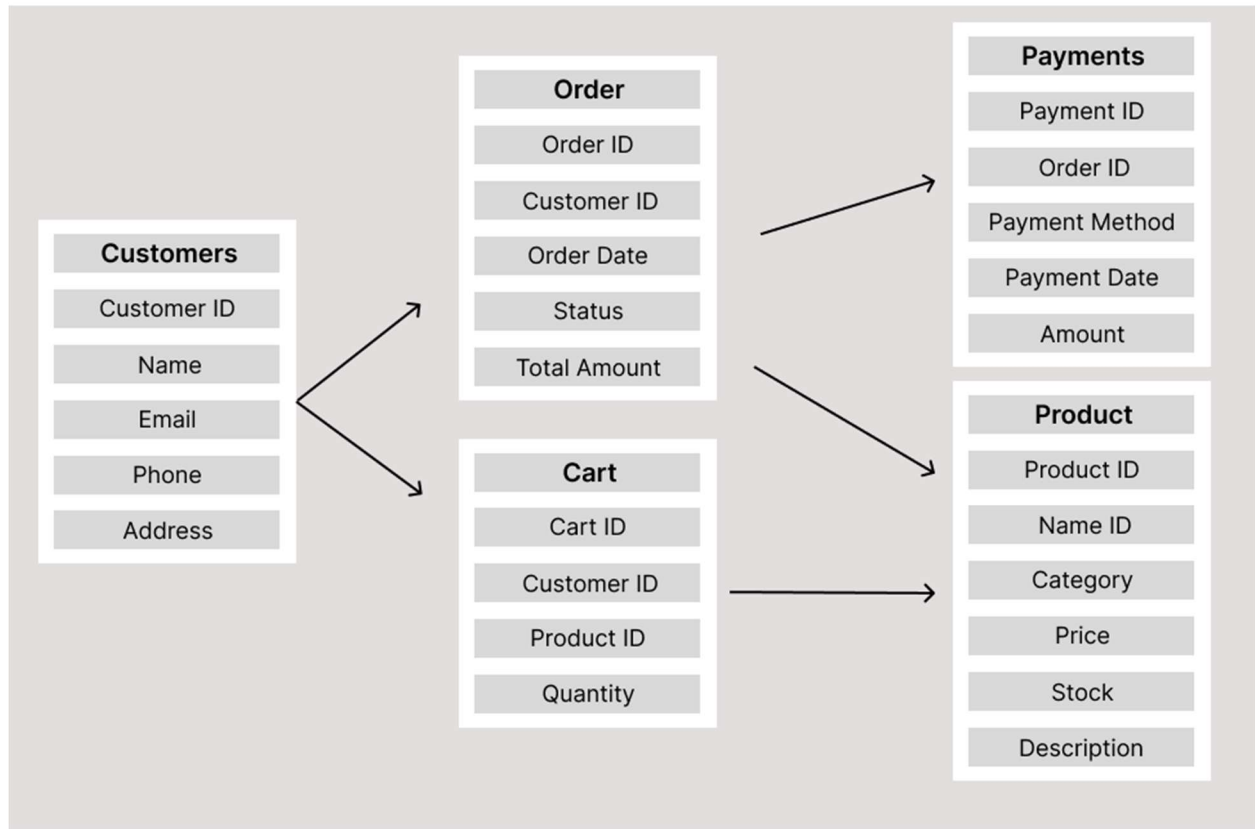 Customers
Customer ID
Name
Email
Phone
Address
Order
Order ID
Customer ID
Order Date
Status
Total Amount
Cart
Cart ID
Customer ID
Product ID
Quantity
Payments
Payment ID
Order ID
Payment Method
Payment Date
Amount
Product
Product ID
Name ID
Category
Price
Stock
Description